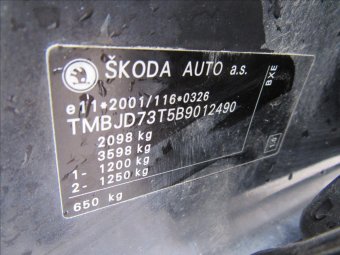 ŠKODA AUTO a.s.
e11*2001/116*0326
TMBJD73T5B9012490
2098 kg
3598 kg
1- 1200 kg
2- 1250 kg
650 kg
BXE